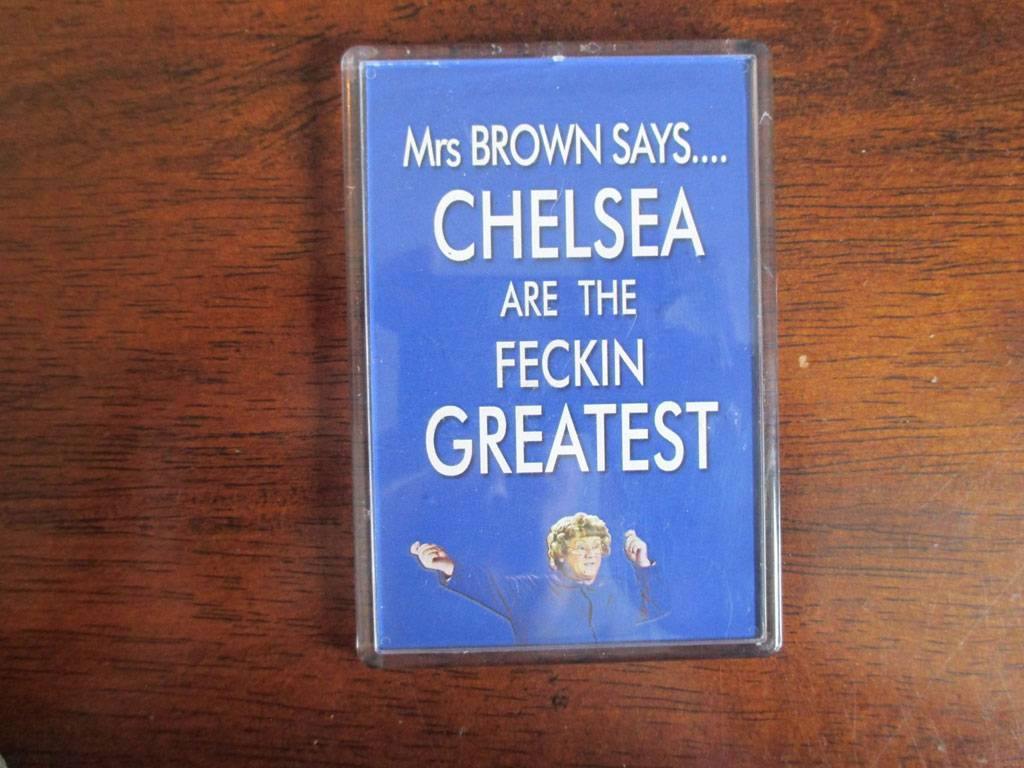 Mrs BROWN SAYS....
CHELSEA
ARE THE
FECKIN
GREATEST